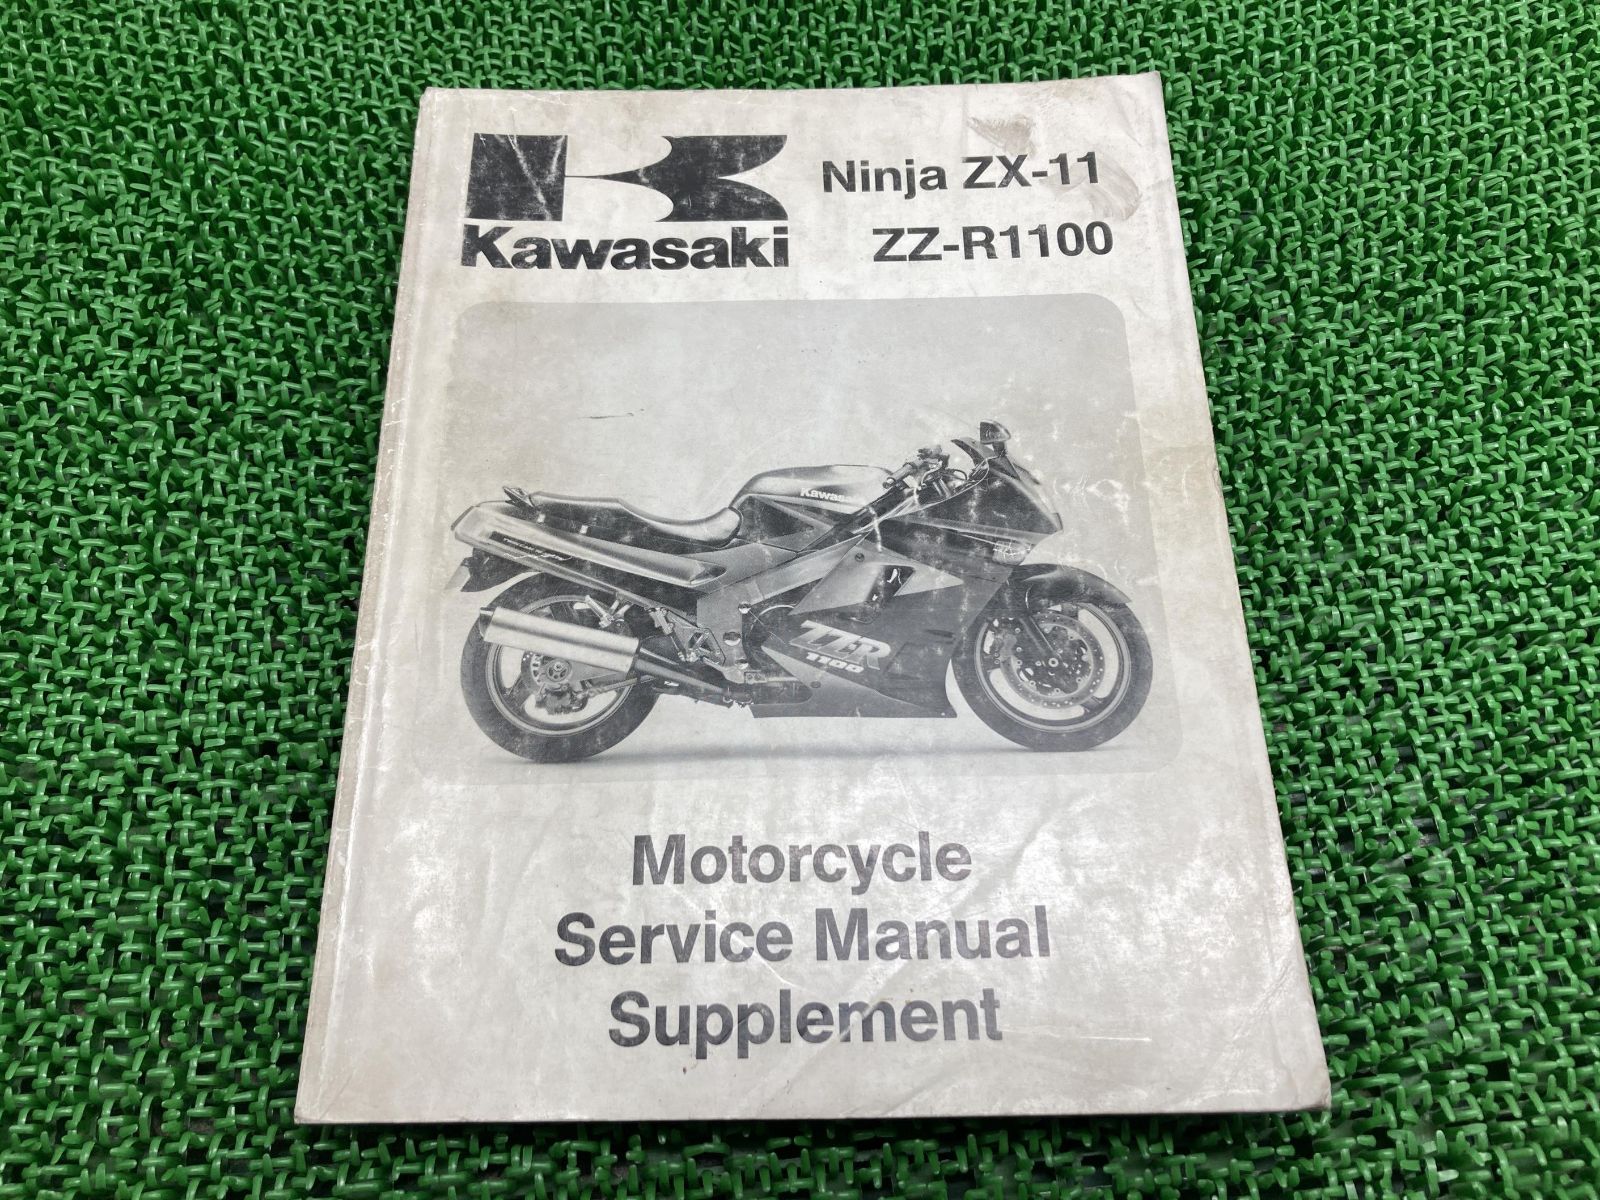 Kawasaki
Ninja ZX-11
ZZ-R1100
Kawasaki
ZZR
1100
Motorcycle
Service Manual
Supplement